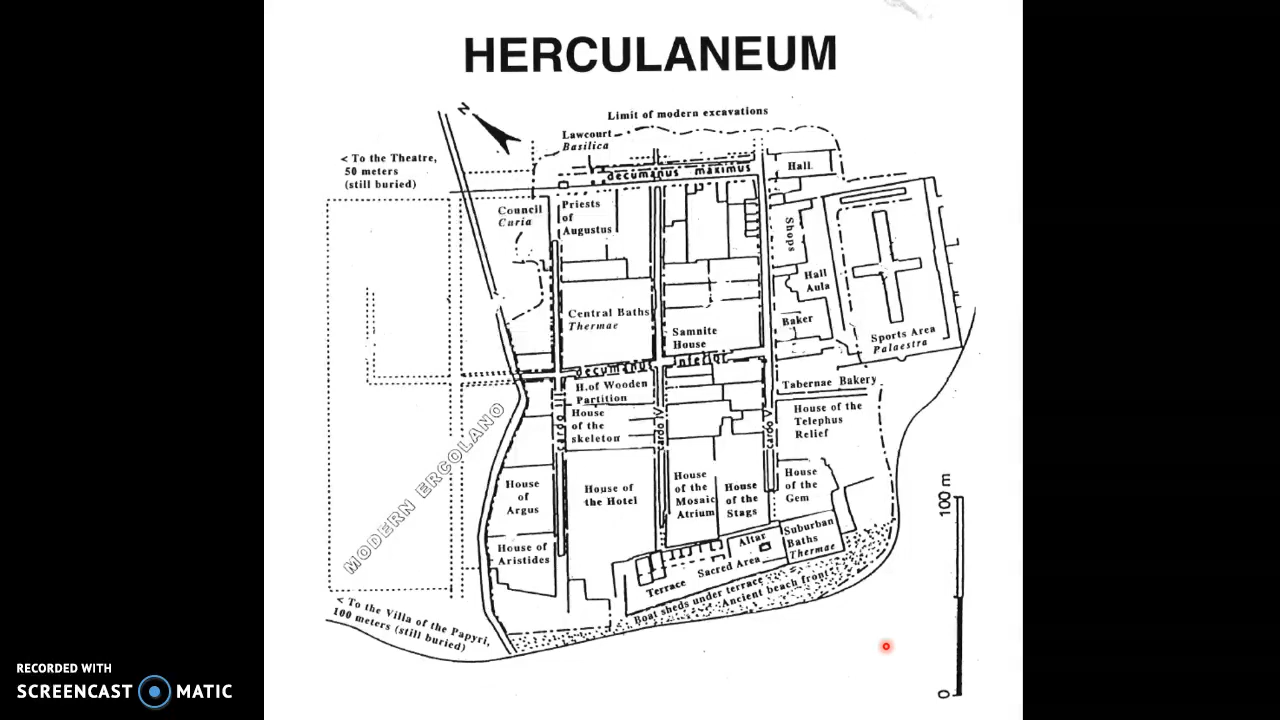 HERCULANEUM
N
Limit of modern excavations
Lawcourt
Basilica
< To the Theatre,
50 meters
(still buried)
decumanus maximus
Hall
Council
Curia
Priests
of
Augustus
Shops
Hall
Aula
Central Baths
Thermae
Samnite
House
Baker
Sports Area
Palaestra
decumanus inferior
H.of Wooden
Partition
Tabernae Bakery
House
of the
skeleton
cardo IV
cardo V
House of the
Telephus
Relief
MODERN ERCOLANO
House
of
Argus
House of
the Hotel
House
of the
Mosaic
Atrium
House
of the
Stags
House
of the
Gem
House of
Aristides
Altar
Suburban
Baths
Thermae
Terrace
Sacred Area
Boat sheds under terrace
Ancient beach front
< To the Villa of the Papyri,
100 meters (still buried)
100 m
0
RECORDED WITH
SCREENCAST MATIC